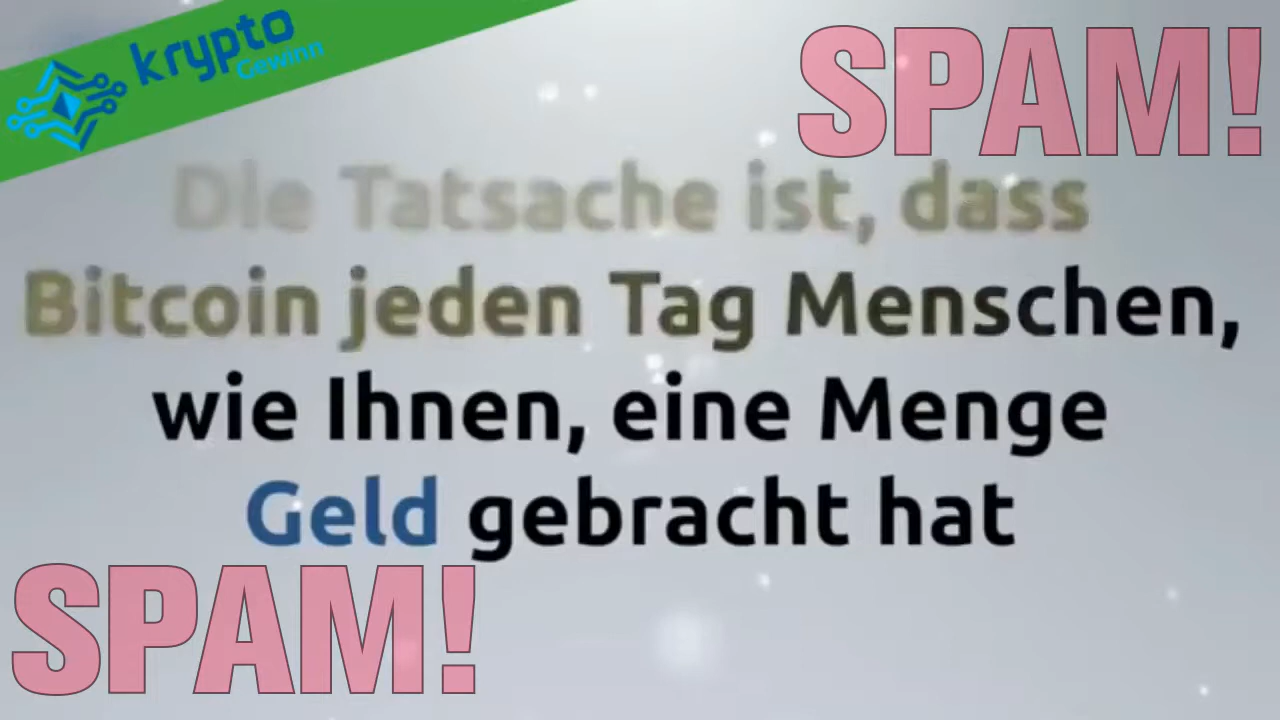 krypto
Gewinn
SPAM!
Die Tatsache ist, dass
Bitcoin jeden Tag Menschen,
wie Ihnen, eine Menge
Geld gebracht hat
SPAM!